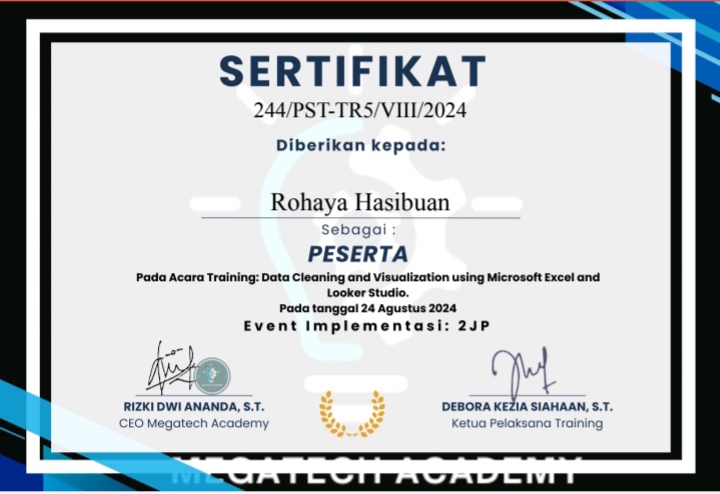 SERTIFIKAT
244/PST-TR5/VIII/2024
Diberikan kepada:
Rohaya Hasibuan
Sebagai :
PESERTA
Pada Acara Training: Data Cleaning and Visualization using Microsoft Excel and
Looker Studio.
Pada tanggal 24 Agustus 2024
Event Implementasi: 2JP
RIZKI DWI ANANDA, S.T.
CEO Megatech Academy
DEBORA KEZIA SIAHAAN, S.T.
Ketua Pelaksana Training
MEGATECH ACADEMY